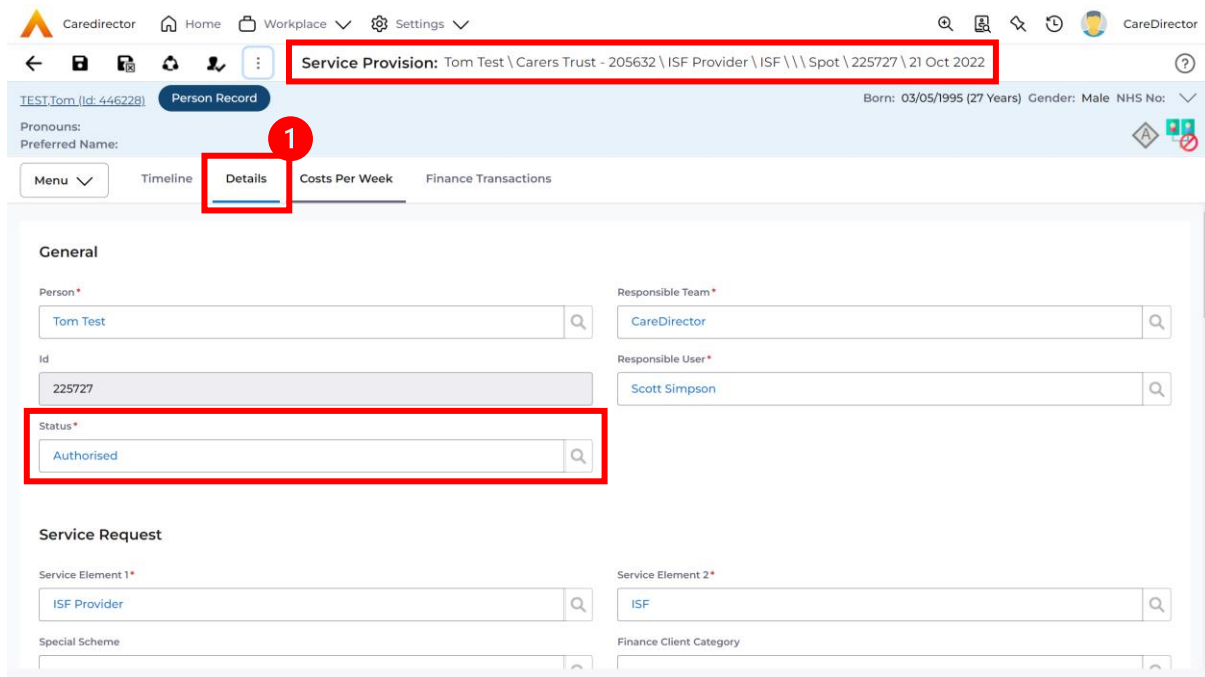 Caredirector Home Workplace Settings CareDirector
Service Provision: Tom Test \ Carers Trust - 205632 \ ISF Provider \ ISF \ \ \ Spot \ 225727 \ 21 Oct 2022 ?
TEST,Tom (Id: 446228) Person Record Born: 03/05/1995 (27 Years) Gender: Male NHS No:
Pronouns:
Preferred Name:
A
1
Menu Timeline Details Costs Per Week Finance Transactions
General
Person* Responsible Team*
Tom Test CareDirector
Id Responsible User*
225727 Scott Simpson
Status*
Authorised
Service Request
Service Element 1* Service Element 2*
ISF Provider ISF
Special Scheme Finance Client Category